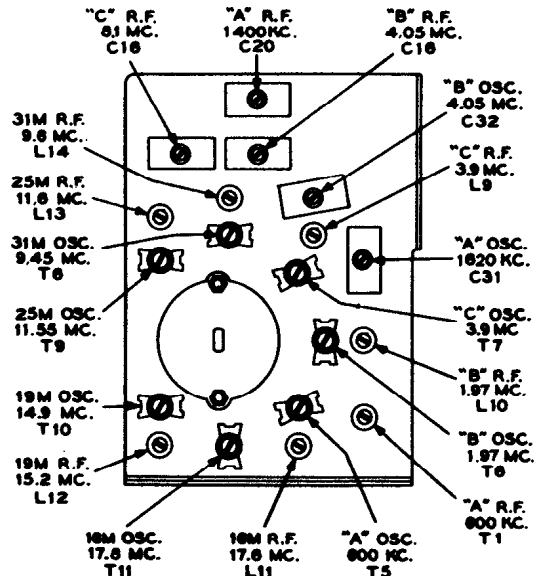 "C" R.F.
6.1 MC.
C16
"A" R.F.
1400 KC.
C20
"B" R.F.
4.05 MC.
C18
"B" OSC.
4.05 MC.
C32
"C" R.F.
3.9 MC.
L9
"A" OSC.
1620 KC.
C31
"C" OSC.
3.9 MC
T7
"B" R.F.
1.97 MC.
L10
"B" OSC.
1.97 MC.
T6
"A" R.F.
600 KC.
T1
31M R.F.
9.6 MC.
L14
25M R.F.
11.8 MC.
L13
31M OSC.
9.45 MC.
T8
25M OSC.
11.55 MC.
T9
19M OSC.
14.9 MC.
T10
19M R.F.
15.2 MC.
L12
16M OSC.
17.8 MC.
T11
16M R.F.
17.8 MC.
L11
"A" OSC.
600 KC.
T5